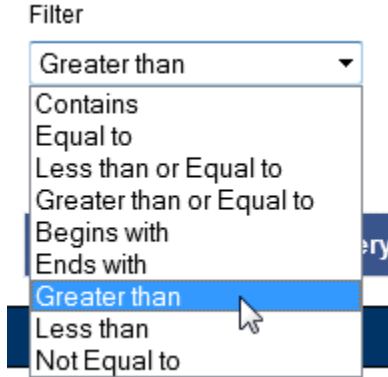 Filter
Greater than
Contains
Equal to
Less than or Equal to
Greater than or Equal to
Begins with
Ends with
Greater than
Less than
Not Equal to